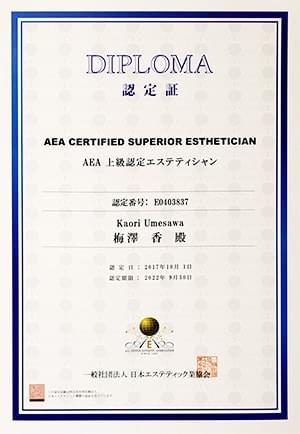 DIPLOMA
認定証
AEA CERTIFIED SUPERIOR ESTHETICIAN
AEA 上級認定エステティシャン
認定番号: E0403837
Kaori Umesawa
梅澤 香 殿
認 定 日 : 2017年10月 1日
認定期限 : 2022年 9月30日
AEA
一般社団法人 日本エステティック業協会